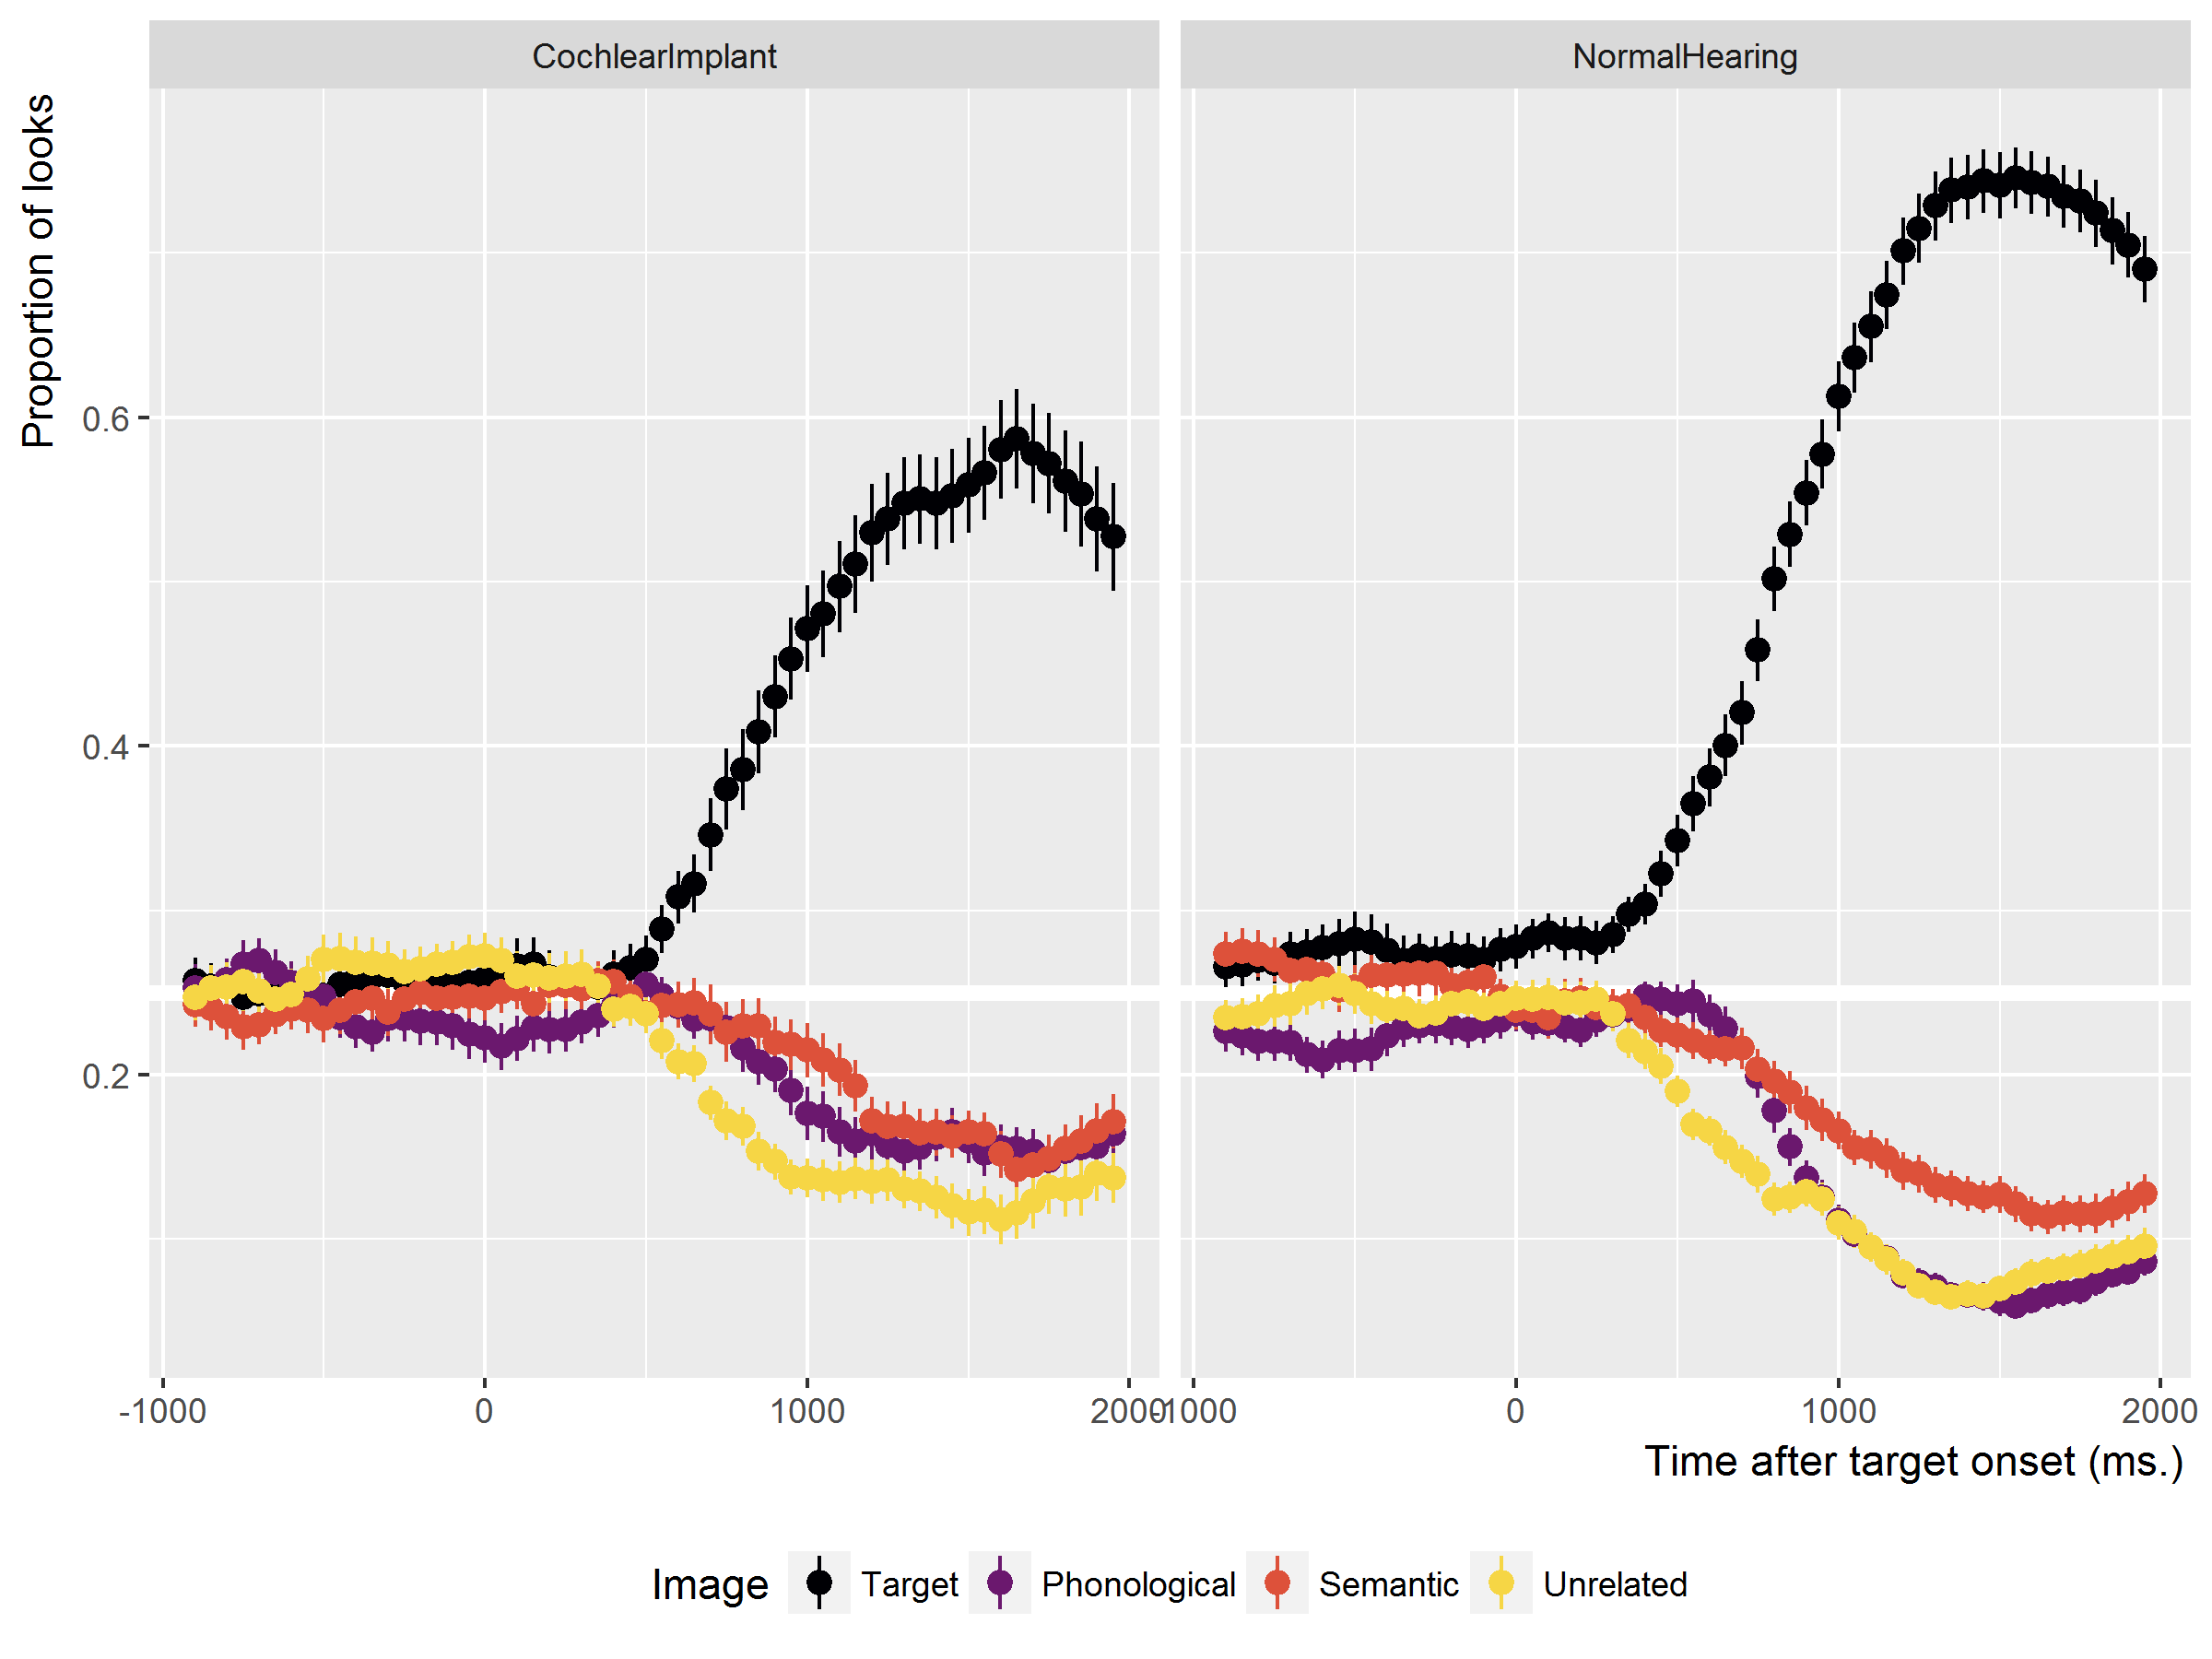 CochlearImplant NormalHearing
Proportion of looks
0.6
0.4
0.2
-1000 0 1000 2000 -1000 0 1000 2000
Time after target onset (ms.)
Image Target Phonological Semantic Unrelated